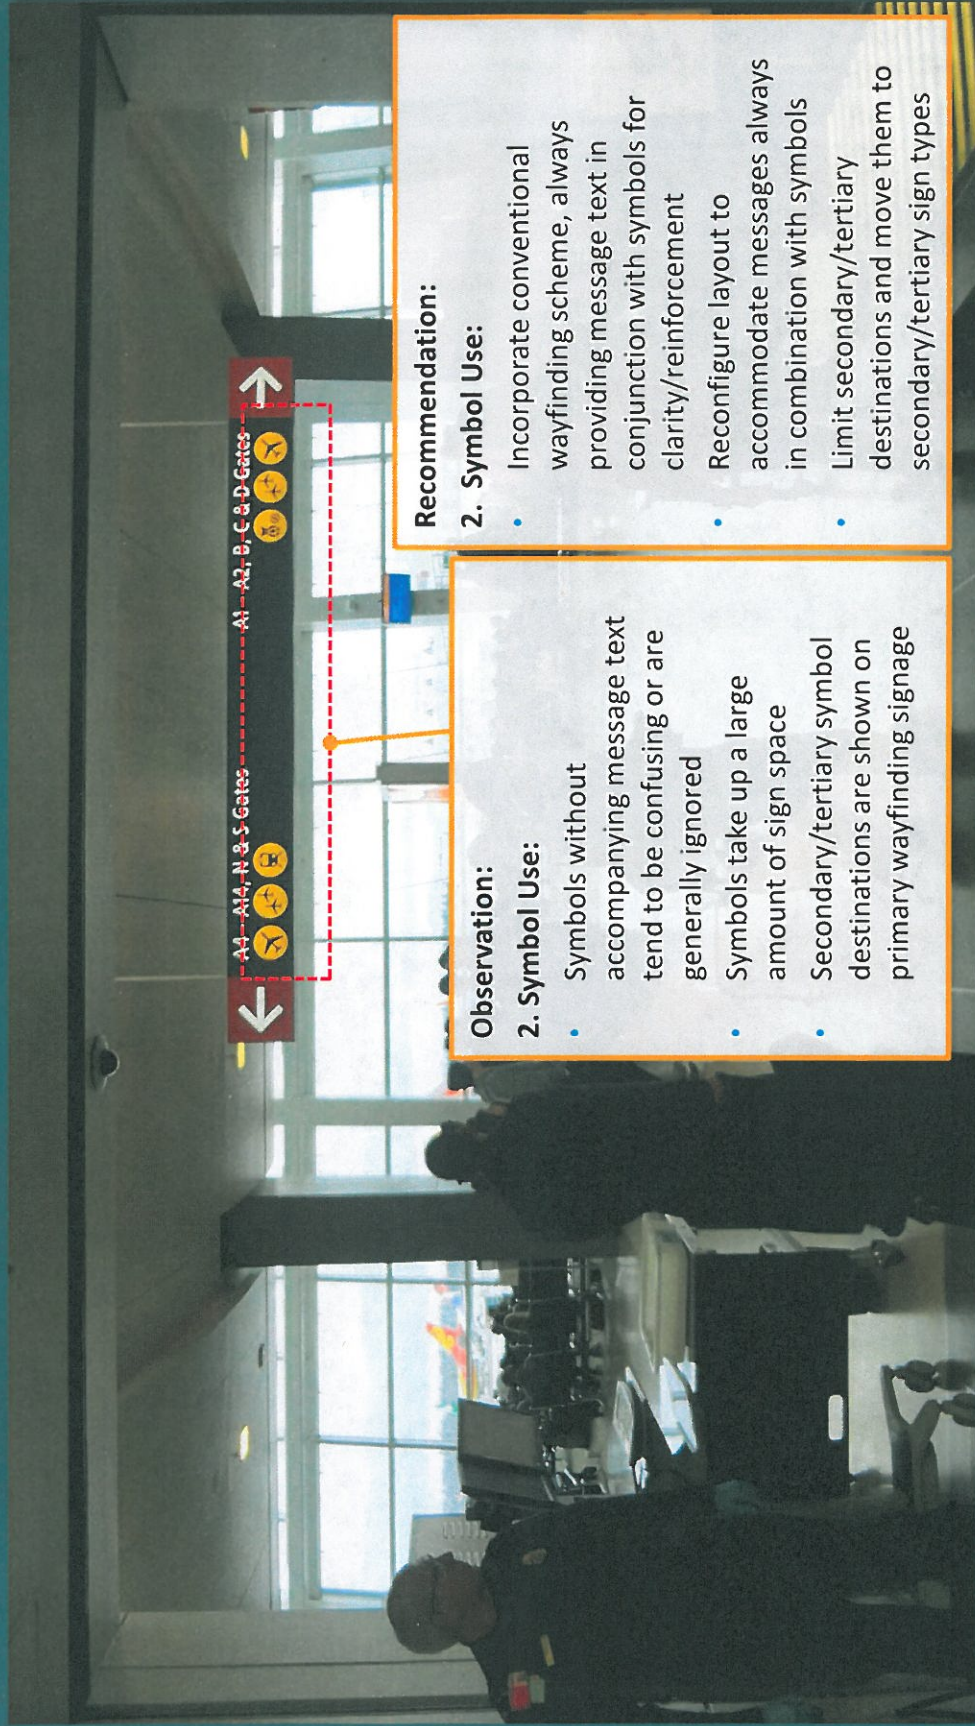 A4 - A14, N & S Gates
A1 - A2, B, C & D Gates
Observation:
2. Symbol Use:
• Symbols without
accompanying message text
tend to be confusing or are
generally ignored
• Symbols take up a large
amount of sign space
• Secondary/tertiary symbol
destinations are shown on
primary wayfinding signage
Recommendation:
2. Symbol Use:
• Incorporate conventional
wayfinding scheme, always
providing message text in
conjunction with symbols for
clarity/reinforcement
• Reconfigure layout to
accommodate messages always
in combination with symbols
• Limit secondary/tertiary
destinations and move them to
secondary/tertiary sign types